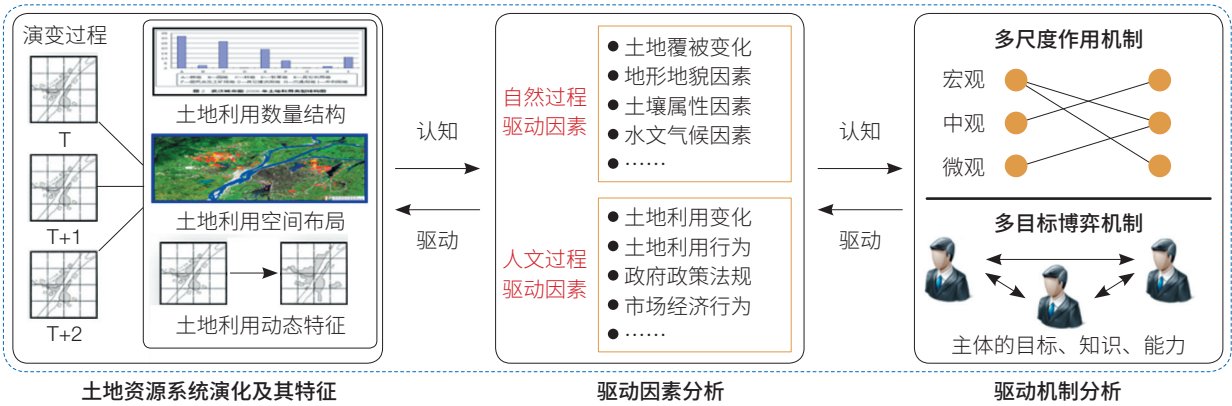 演变过程
T
T+1
T+2
土地利用数量结构
土地利用空间布局
土地利用动态特征
土地资源系统演化及其特征
认知
驱动
自然过程
驱动因素
● 土地覆被变化
● 地形地貌因素
● 土壤属性因素
● 水文气候因素
● ……
人文过程
驱动因素
● 土地利用变化
● 土地利用行为
● 政府政策法规
● 市场经济行为
● ……
驱动因素分析
认知
驱动
多尺度作用机制
宏观
中观
微观
多目标博弈机制
主体的目标、知识、能力
驱动机制分析